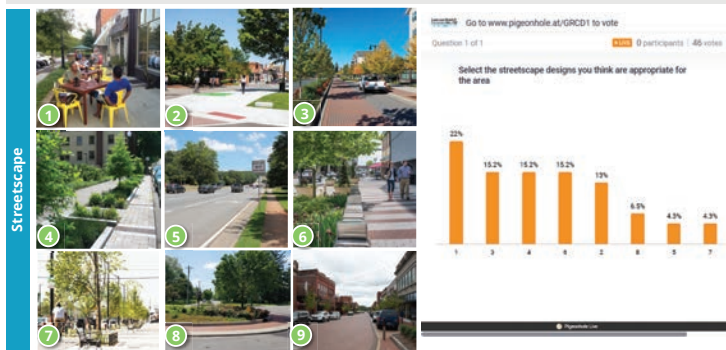 Streetscape
1
2
3
4
5
6
7
8
9
Go to www.pigeonhole.at/GRCD1 to vote
Question 1 of 1
LIVE 0 participants 46 votes
Select the streetscape designs you think are appropriate for
the area
22%
15.2% 15.2% 15.2%
13%
6.5%
4.3% 4.3%
1 3 4 6 2 8 5 7
Pigeonhole Live